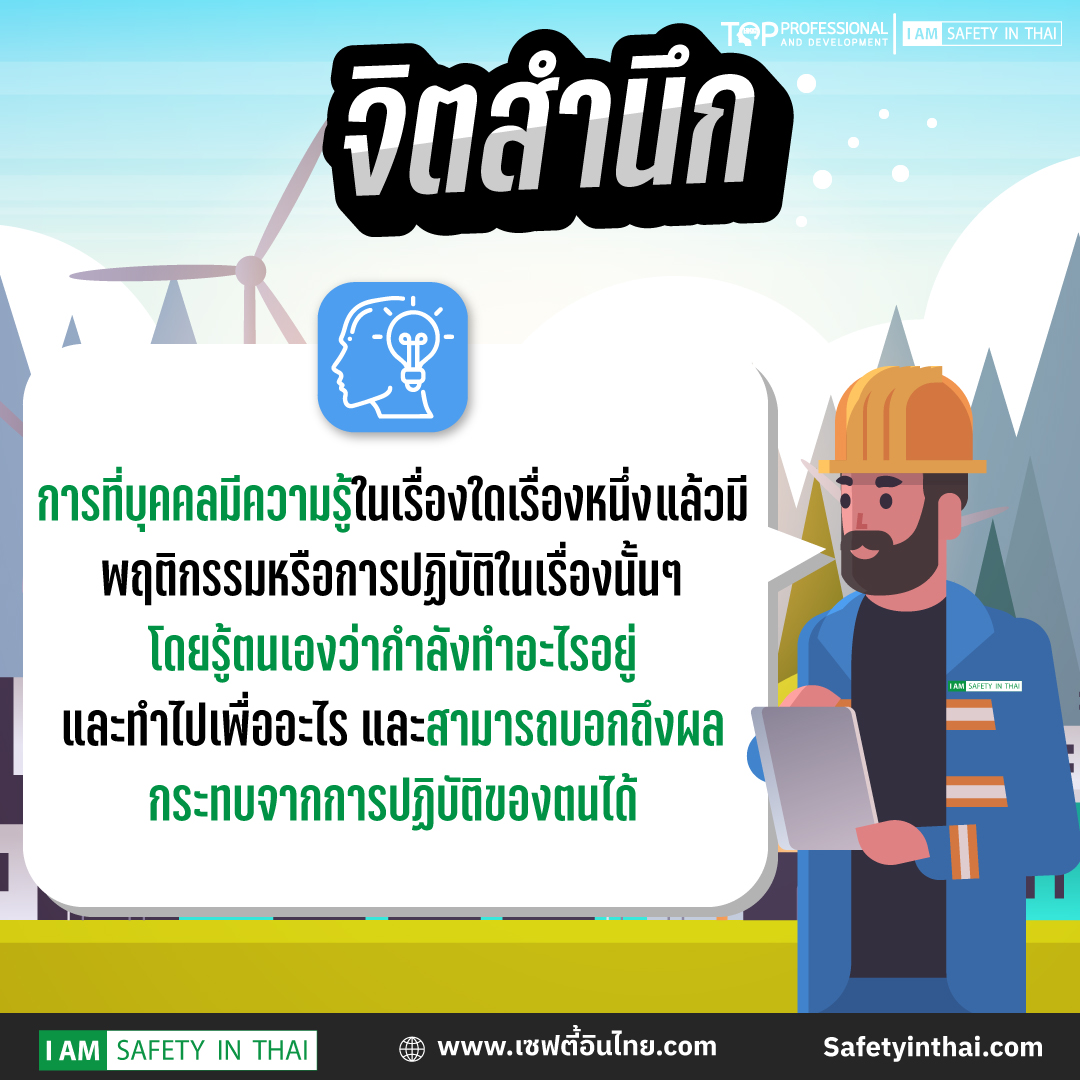 TOP PROFESSIONAL
AND DEVELOPMENT
I AM SAFETY IN THAI
จิตสำนึก
การที่บุคคลมีความรู้ในเรื่องใดเรื่องหนึ่งแล้วมี
พฤติกรรมหรือการปฏิบัติในเรื่องนั้นๆ
โดยรู้ตนเองว่ากำลังทำอะไรอยู่
และทำไปเพื่ออะไร และสามารถบอกถึงผล
กระทบจากการปฏิบัติของตนได้
I AM SAFETY IN THAI
I AM SAFETY IN THAI
www.เซฟตี้อินไทย.com
Safetyinthai.com